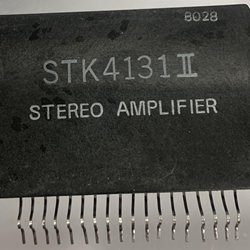 8028
STK4131II
STEREO AMPLIFIER